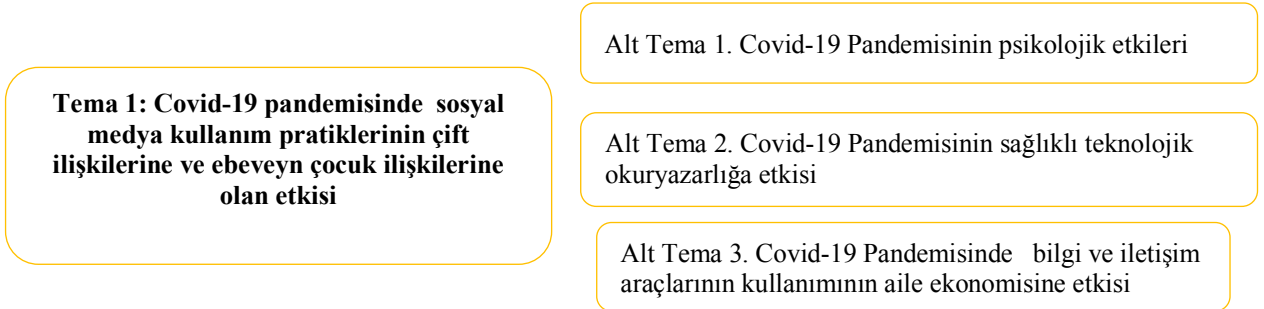 Tema 1: Covid-19 pandemisinde sosyal
medya kullanım pratiklerinin çift
ilişkilerine ve ebeveyn çocuk ilişkilerine
olan etkisi
Alt Tema 1. Covid-19 Pandemisinin psikolojik etkileri
Alt Tema 2. Covid-19 Pandemisinin sağlıklı teknolojik
okuryazarlığa etkisi
Alt Tema 3. Covid-19 Pandemisinde bilgi ve iletişim
araçlarının kullanımının aile ekonomisine etkisi